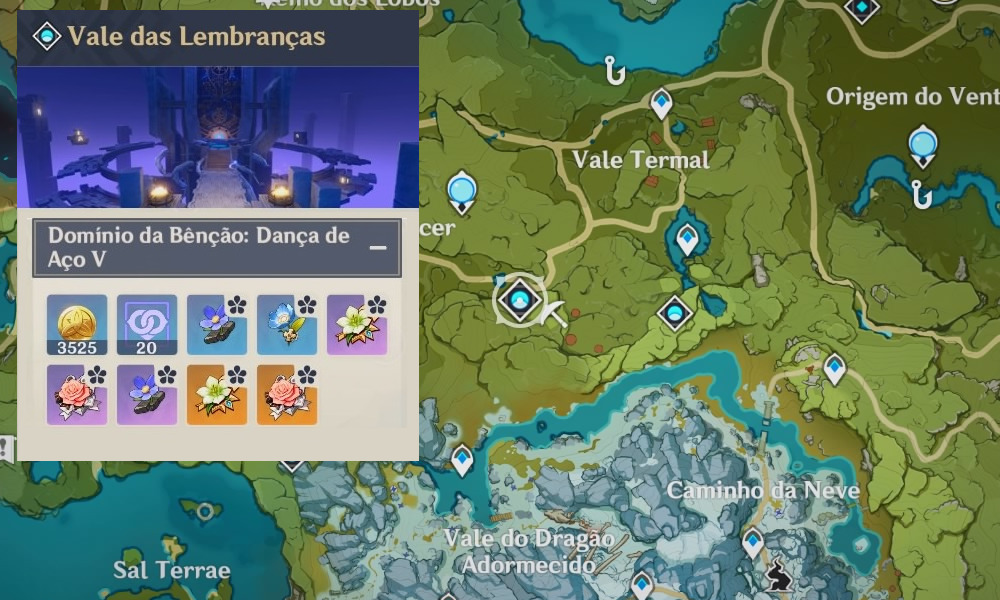 Vale das Lembranças
Domínio da Bênção: Dança de
Aço V
3525
20
Origem do Vent
Vale Termal
cer
Caminho da Neve
Vale do Dragão
Adormecido
Sal Terrae